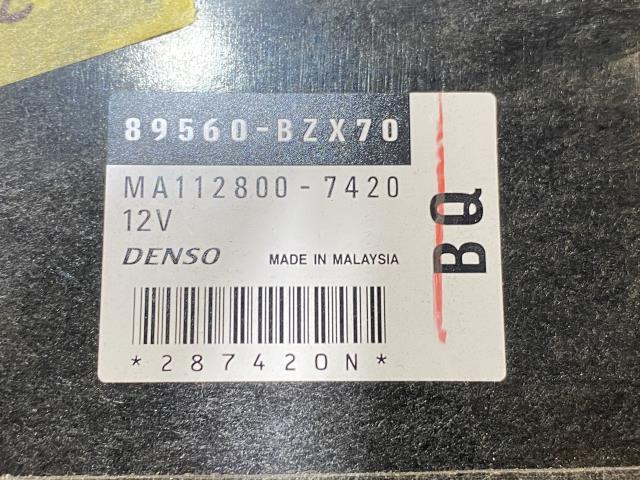 89560-BZX70
MA112800-7420
12V
DENSO MADE IN MALAYSIA
*287420N*
BQ